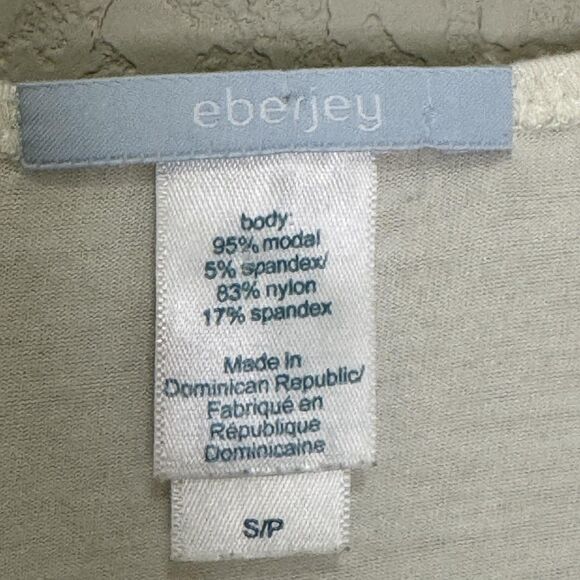 eberjey
body:
95% modal
5% spandex/
83% nylon
17% spandex
Made in
Dominican Republic/
Fabriqué en
République
Dominicaine
S/P